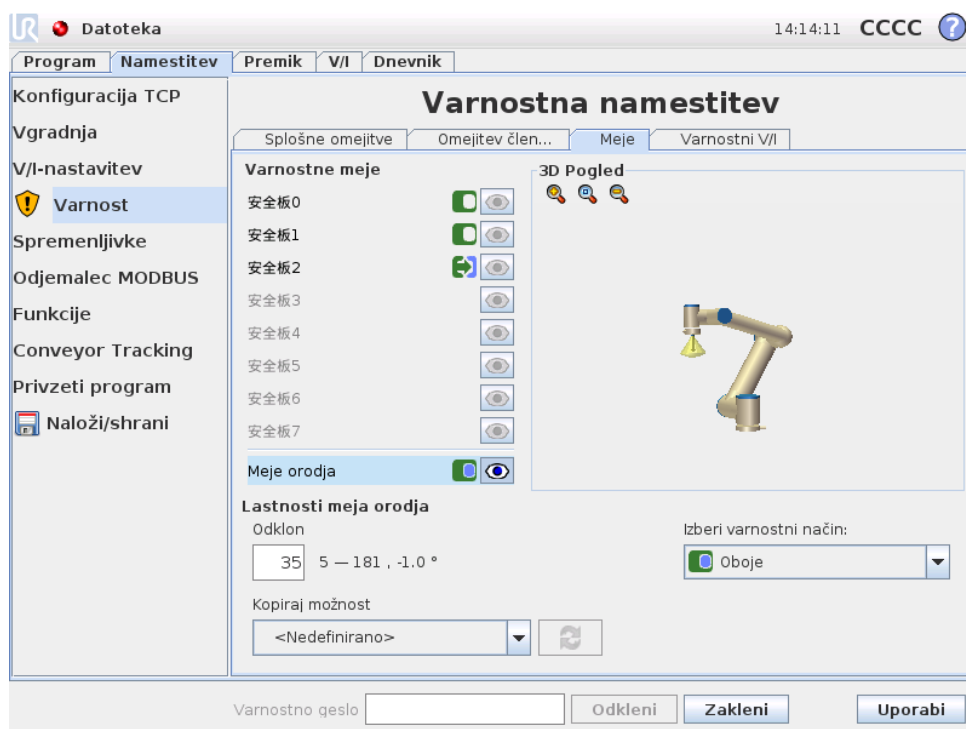 Datoteka
14:14:11 CCCC ?
Program Namestitev Premik V/I Dnevnik
Konfiguracija TCP
Vgradnja
V/I-nastavitev
Varnost
Spremenljivke
Odjemalec MODBUS
Funkcije
Conveyor Tracking
Privzeti program
Naloži/shrani
Varnostna namestitev
Splošne omejitve Omejitev člen... Meje Varnostni V/I
Varnostne meje
安全板0
安全板1
安全板2
安全板3
安全板4
安全板5
安全板6
安全板7
Meje orodja
3D Pogled
Lastnosti meja orodja
Odklon
35 5 — 181 , -1.0 °
Izberi varnostni način:
Oboje
Kopiraj možnost
<Nedefinirano>
Varnostno geslo Odkleni Zakleni Uporabi